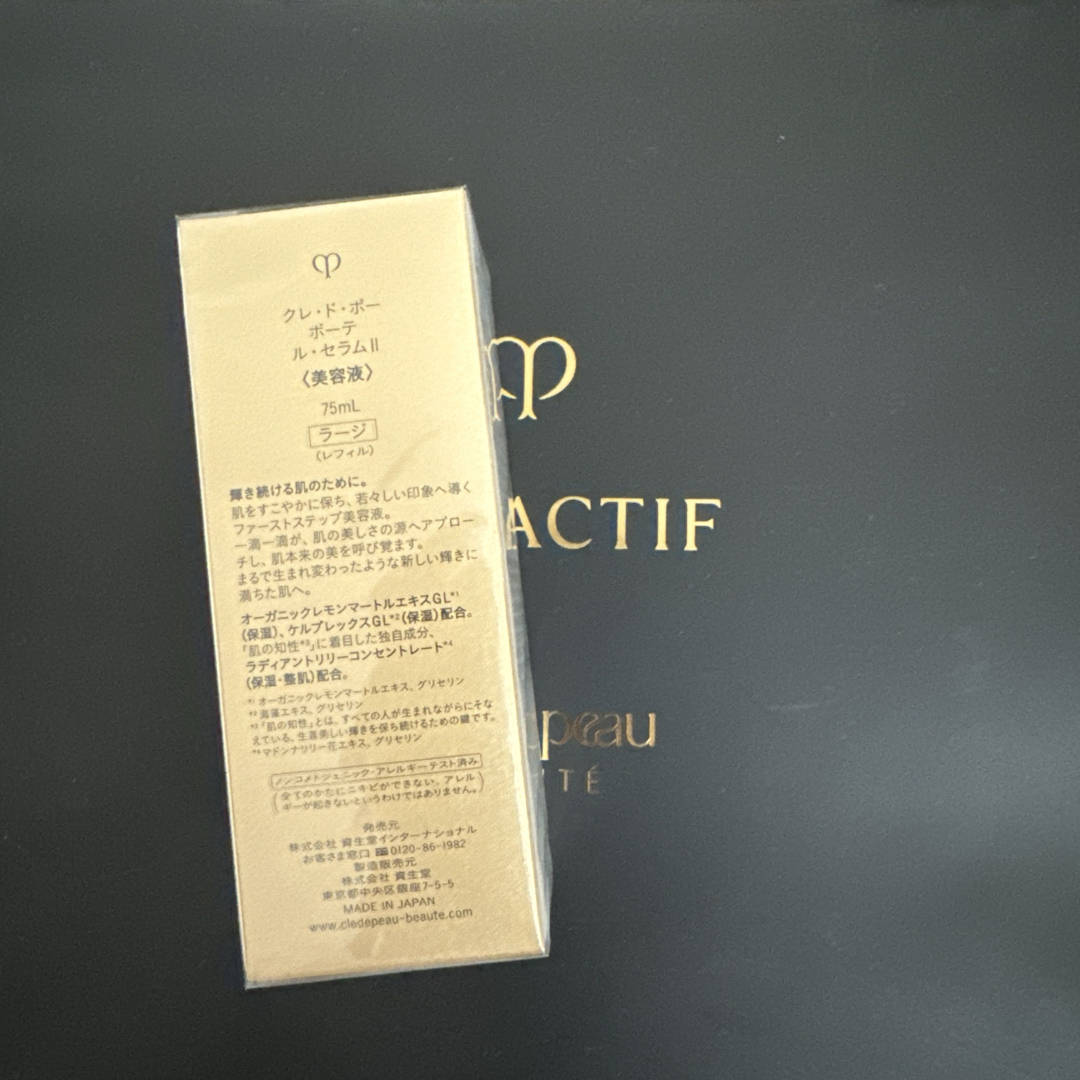 クレ・ド・ポー
ボーテ
ル・セラムⅡ
〈美容液〉
75mL
ラージ
(レフィル)
輝き続ける肌のために。
肌をすこやかに保ち、若々しい印象へ導く
ファーストステップ美容液。
一滴一滴が、肌の美しさの源へアプロー
チし、肌本来の美を呼び覚ます。
まるで生まれ変わったような新しい輝きに
満ちた肌へ。
オーガニックレモンマートルエキスGL*1
(保湿)、ケルプレックスGL*2(保湿)配合。
「肌の知性*3」に着目した独自成分、
ラディアントリリーコンセントレート*4
(保湿・整肌)配合。
*1 オーガニックレモンマートルエキス、グリセリン
*2 海藻エキス、グリセリン
*3「肌の知性」とは、すべての人が生まれながらにそな
えている、生涯美しい輝きを保ち続けるための鍵です。
*4 マドンナリリー花エキス、グリセリン
ノンコメドジェニック・アレルギーテスト済み
(全てのかたにニキビができない、アレル
ギーが起きないというわけではありません。)
発売元
株式会社 資生堂インターナショナル
お客さま窓口 0120-86-1982
製造販売元
株式会社 資生堂
東京都中央区銀座7-5-5
MADE IN JAPAN
www.cledepeau-beaute.com
ACTIF
peau
TÉ